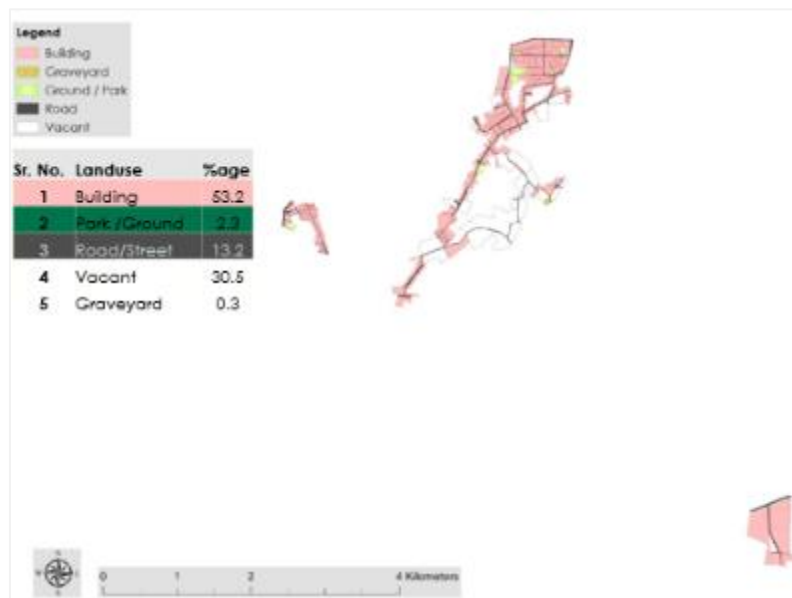 Legend
Building
Graveyard
Ground / Park
Road
Vacant
Sr. No. Landuse %age
1 Building 53.2
2 Park /Ground 2.3
3 Road/Street 13.2
4 Vacant 30.5
5 Graveyard 0.3
0 1 2 4 Kilometers